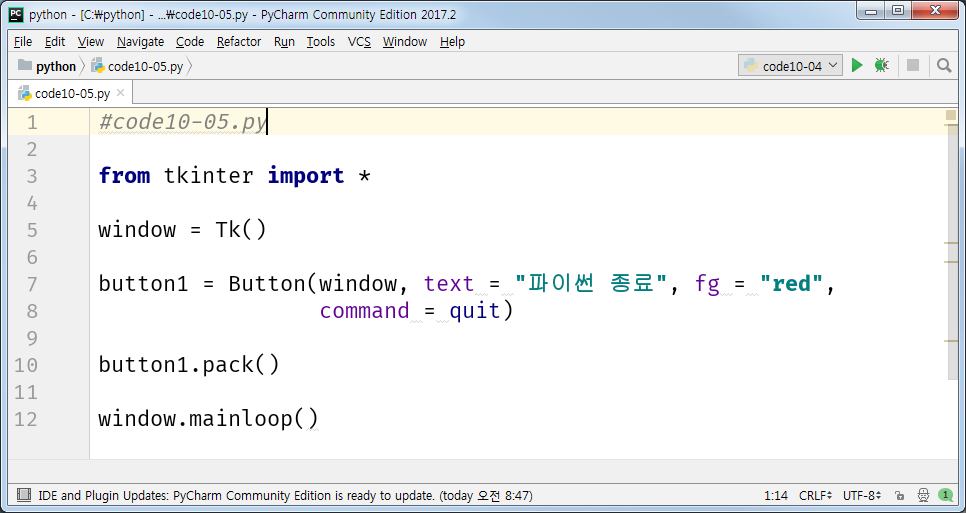 python - [C:₩python] - ...₩code10-05.py - PyCharm Community Edition 2017.2
File Edit View Navigate Code Refactor Run Tools VCS Window Help
python code10-05.py code10-04
code10-05.py
1 #code10-05.py
2
3 from tkinter import *
4
5 window = Tk()
6
7 button1 = Button(window, text = "파이썬 종료", fg = "red",
8 command = quit)
9
10 button1.pack()
11
12 window.mainloop()
IDE and Plugin Updates: PyCharm Community Edition is ready to update. (today 오전 8:47) 1:14 CRLF UTF-8 1